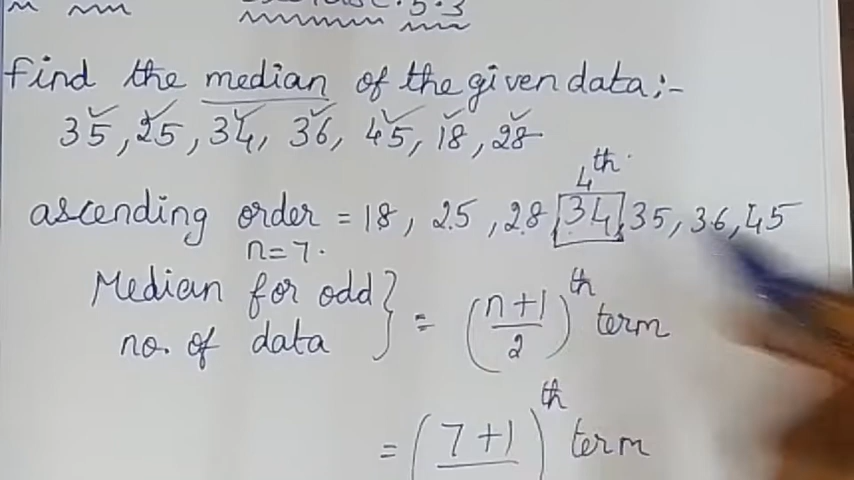 5.3
Find the median of the given data:-
35, 25, 34, 36, 45, 18, 28
4th
ascending order = 18, 25, 28, 34, 35, 36, 45
n=7.
Median for odd no. of data } = (n+1/2)th term
= (7+1)th term